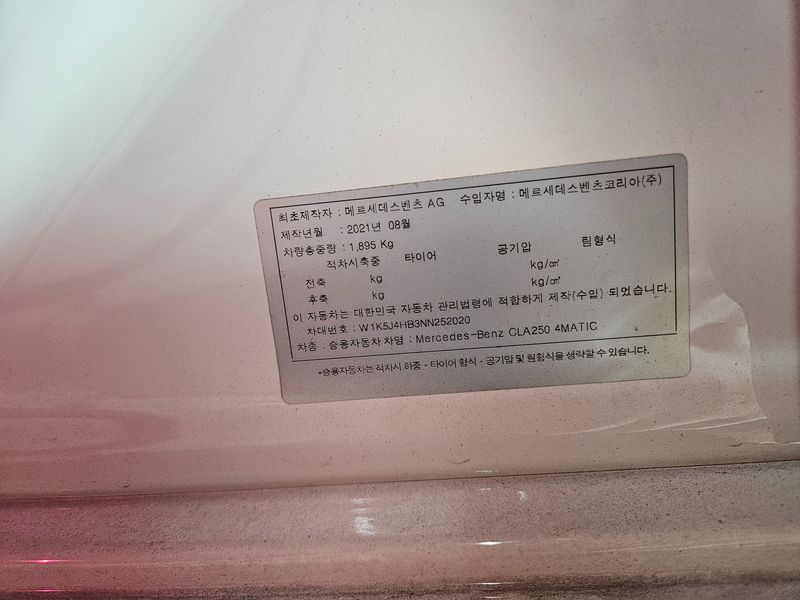 최초제작자 : 메르세데스벤츠 AG 수입자명 : 메르세데스벤츠코리아(주)
제작년월 : 2021년 08월
차량총중량 : 1,895 Kg
적차시축중 타이어 공기압 림형식
전축 kg kg/㎠
후축 kg kg/㎠
이 자동차는 대한민국 자동차 관리법령에 적합하게 제작(수입) 되었습니다.
차대번호 : W1K5J4HB3NN252020
차종 : 승용자동차 차명 : Mercedes-Benz CLA250 4MATIC
*승용자동차는 적차시 하중 - 타이어 형식 - 공기압 및 림형식을 생략할 수 있습니다.